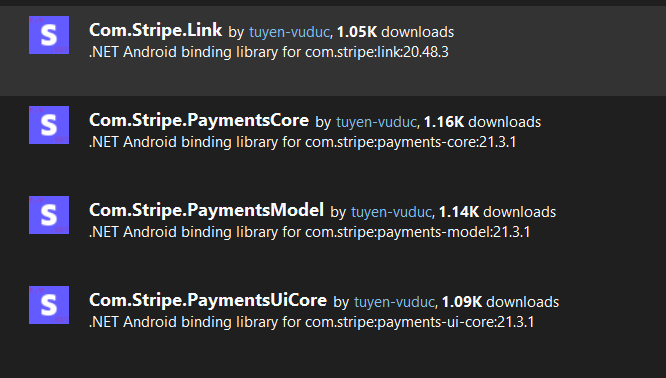 S
Com.Stripe.Link by tuyen-vuduc, 1.05K downloads
.NET Android binding library for com.stripe:link:20.48.3
S
Com.Stripe.PaymentsCore by tuyen-vuduc, 1.16K downloads
.NET Android binding library for com.stripe:payments-core:21.3.1
S
Com.Stripe.PaymentsModel by tuyen-vuduc, 1.14K downloads
.NET Android binding library for com.stripe:payments-model:21.3.1
S
Com.Stripe.PaymentsUiCore by tuyen-vuduc, 1.09K downloads
.NET Android binding library for com.stripe:payments-ui-core:21.3.1